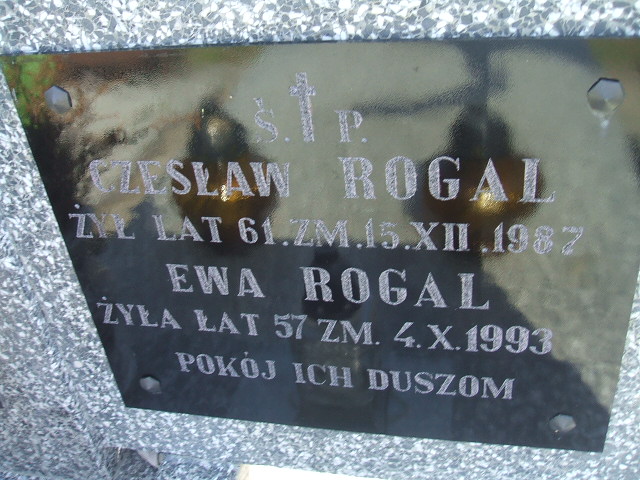 Ś. P.
CZESŁAW ROGAL
ŻYŁ LAT 61. ZM. 15. XII. 1987
EWA ROGAL
ŻYŁA ŁAT 57 ZM. 4. X. 1993
POKÓJ ICH DUSZOM